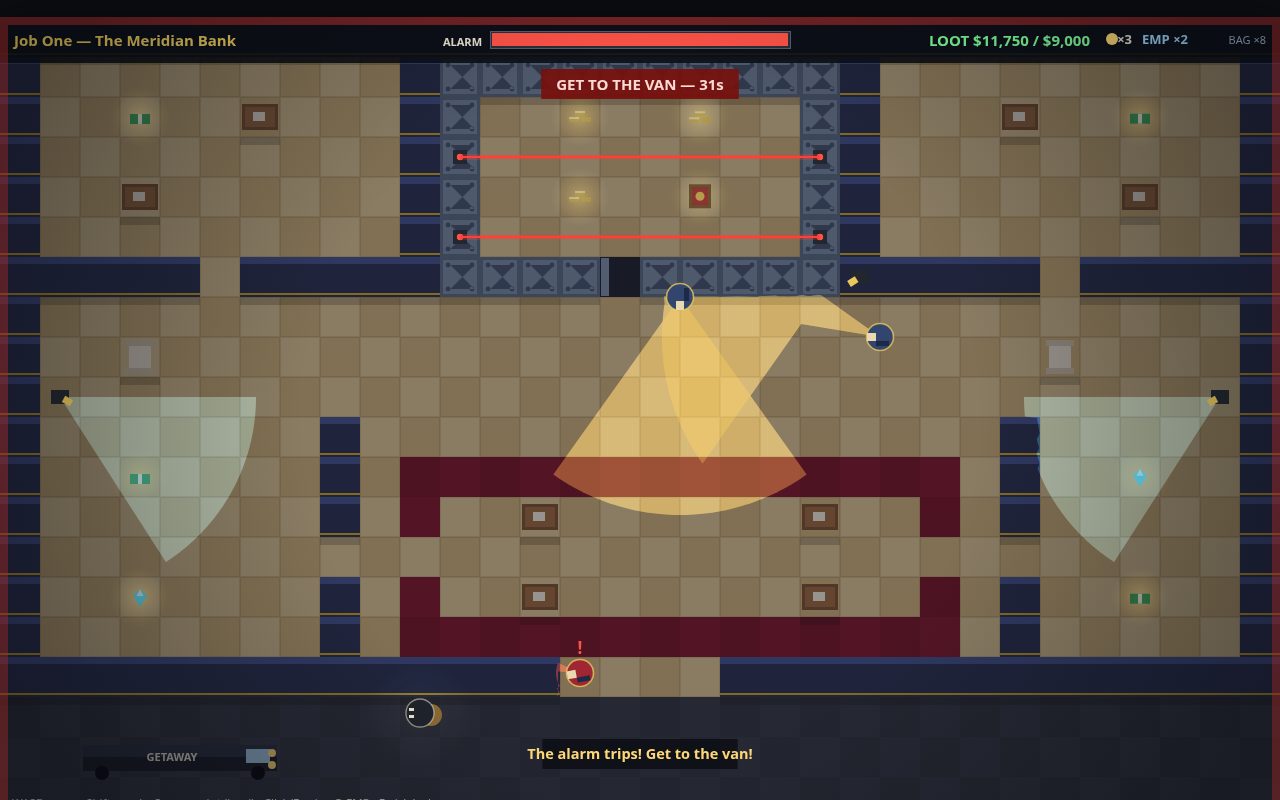 Job One — The Meridian Bank
ALARM
LOOT $11,750 / $9,000
×3 EMP ×2
BAG ×8
GET TO THE VAN — 31s
!
GETAWAY
The alarm trips! Get to the van!